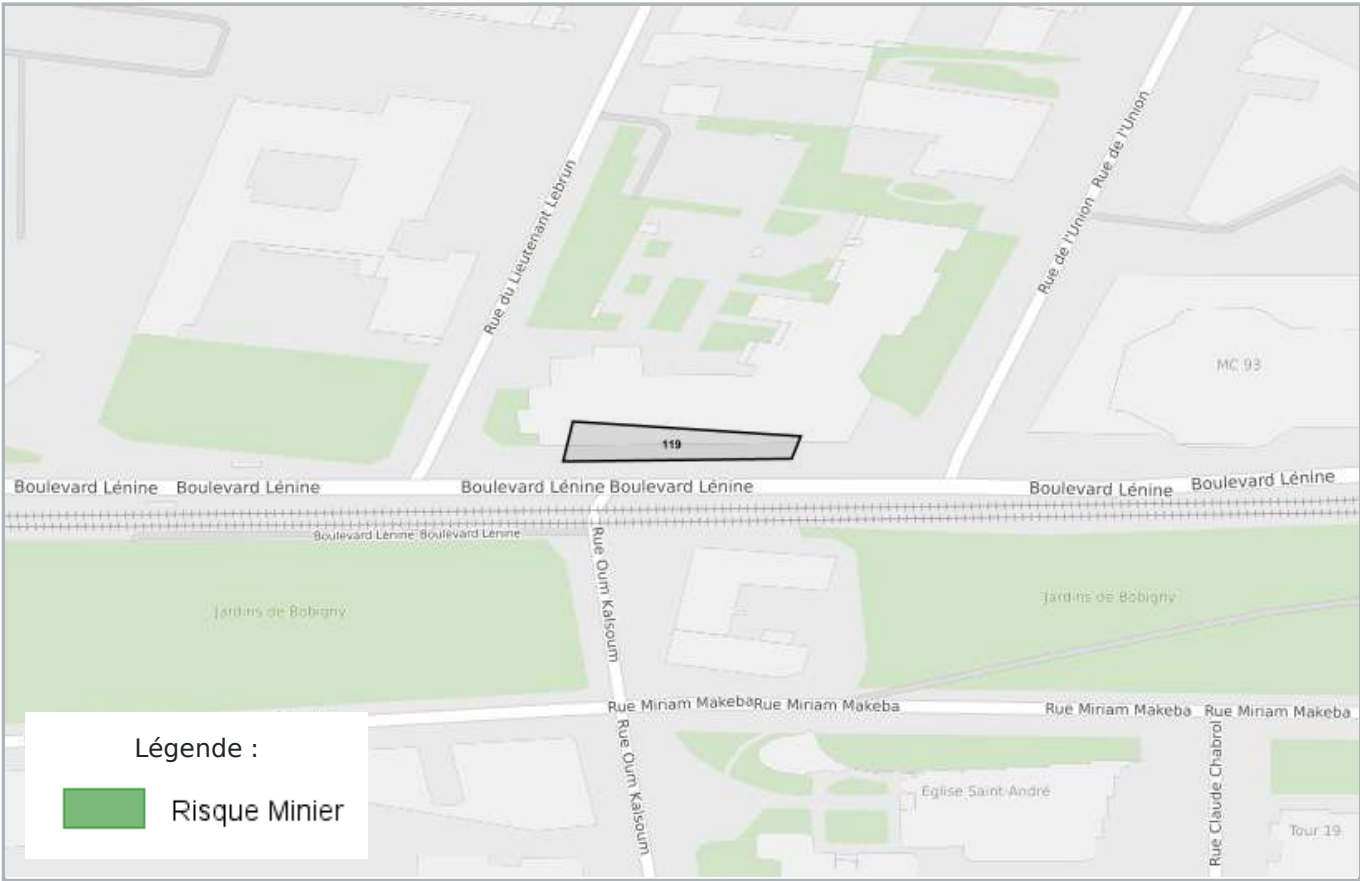 Rue de l'Union
Rue de l'Union
Rue du Lieutenant Lebrun
MC 93
119
Boulevard Lénine
Boulevard Lénine
Boulevard Lénine
Boulevard Lénine
Boulevard Lénine
Boulevard Lénine
Boulevard Lénine
Boulevard Lénine
Rue Oum Kalsoum
Jardins de Bobigny
Jardins de Bobigny
Rue Miriam Makeba
Rue Miriam Makeba
Rue Miriam Makeba
Rue Miriam Makeba
Rue Oum Kalsoum
Rue Claude Chabrol
Eglise Saint-André
Tour 19
Légende :
Risque Minier